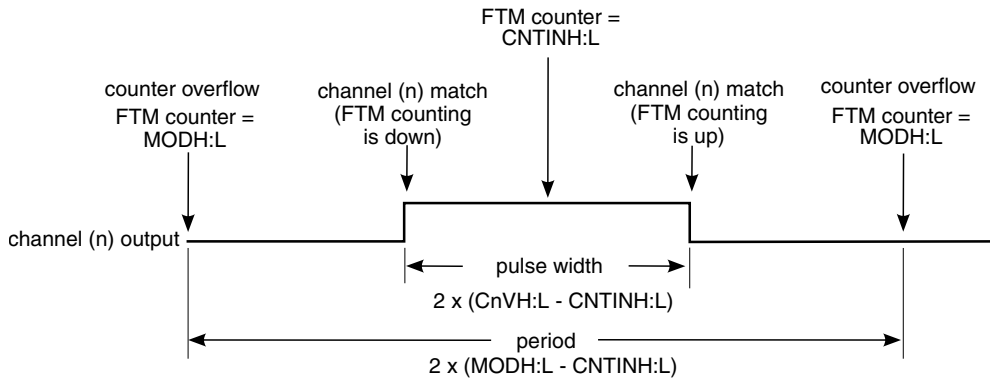 FTM counter =
CNTINH:L
counter overflow
FTM counter =
MODH:L
channel (n) match
(FTM counting
is down)
channel (n) match
(FTM counting
is up)
counter overflow
FTM counter =
MODH:L
channel (n) output
pulse width
2 x (CnVH:L - CNTINH:L)
period
2 x (MODH:L - CNTINH:L)